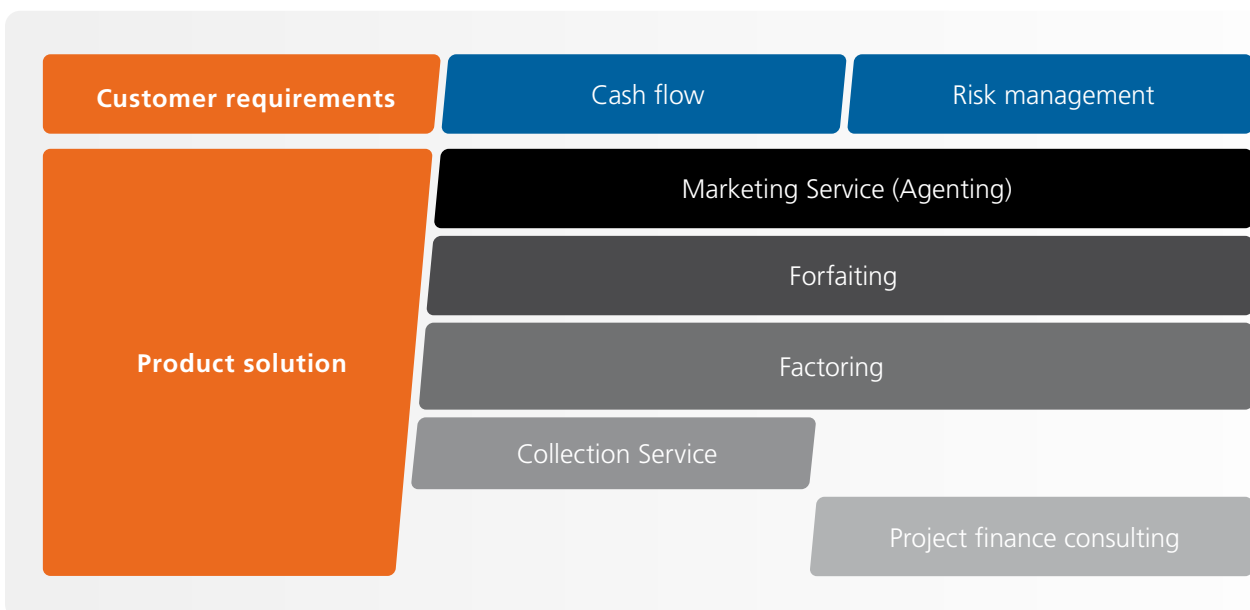 Customer requirements
Cash flow
Risk management
Product solution
Marketing Service (Agenting)
Forfaiting
Factoring
Collection Service
Project finance consulting